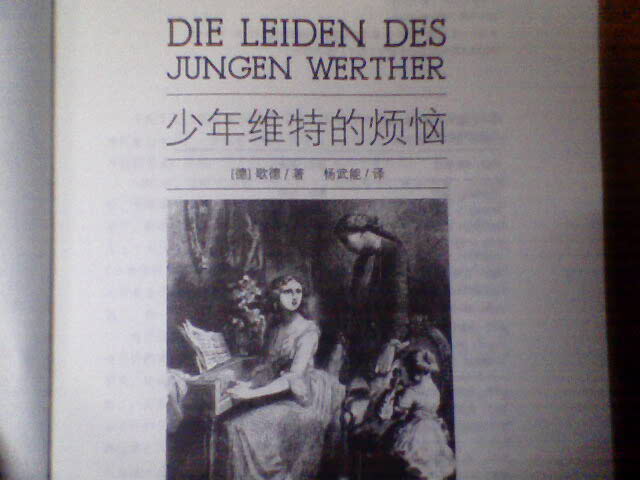 DIE LEIDEN DES
JUNGEN WERTHER
少年维特的烦恼
[德] 歌德 / 著 杨武能 / 译